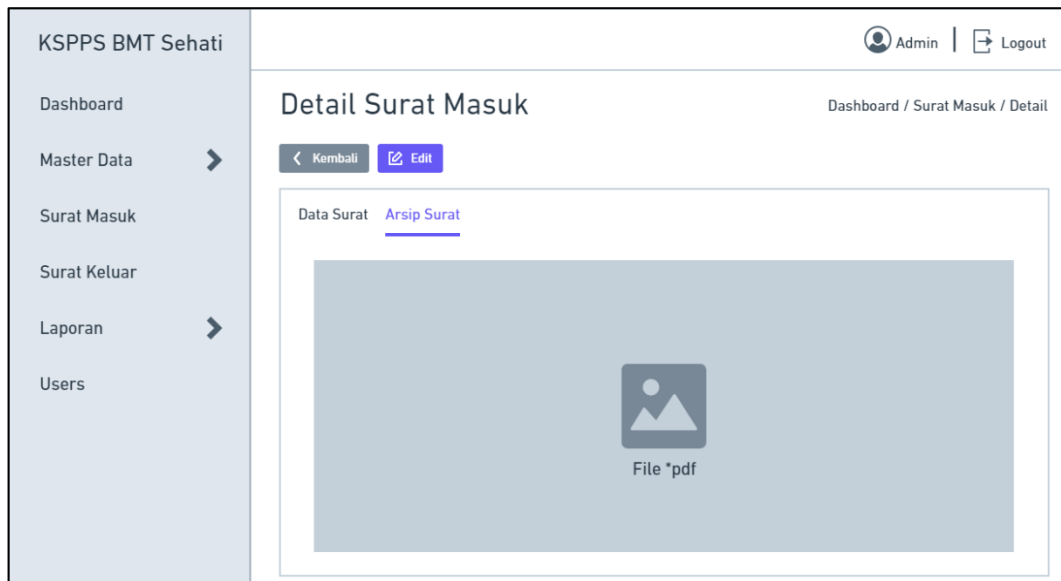 KSPPS BMT Sehati
Admin
Logout
Dashboard
Master Data
Surat Masuk
Surat Keluar
Laporan
Users
Detail Surat Masuk
Dashboard / Surat Masuk / Detail
Kembali
Edit
Data Surat
Arsip Surat
File *pdf